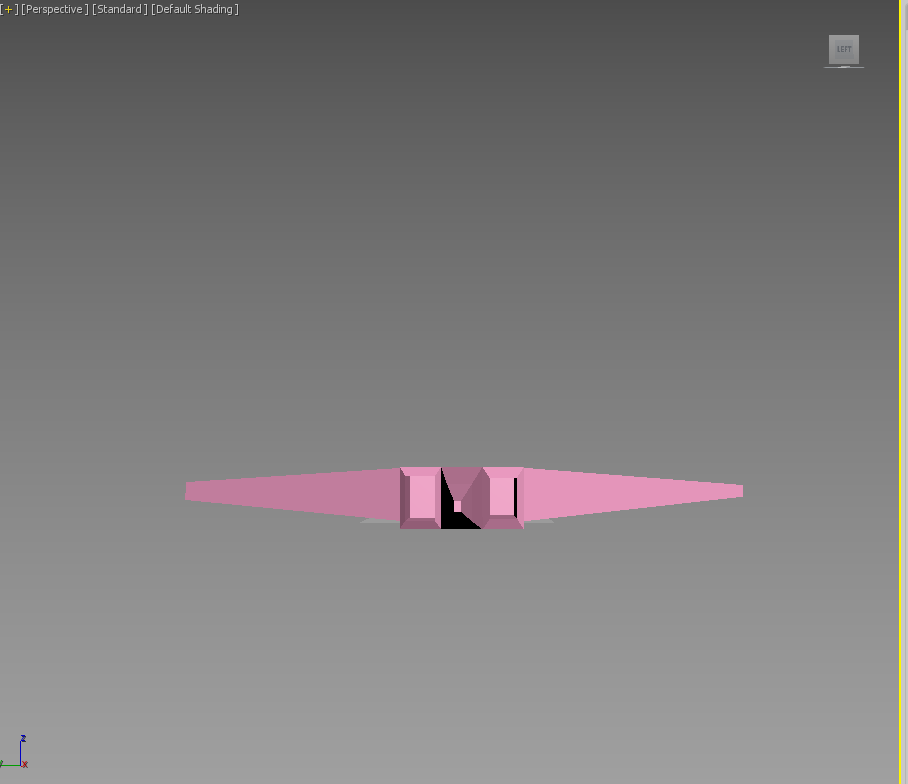 [+] [Perspective] [Standard] [Default Shading]
LEFT
z
y
x